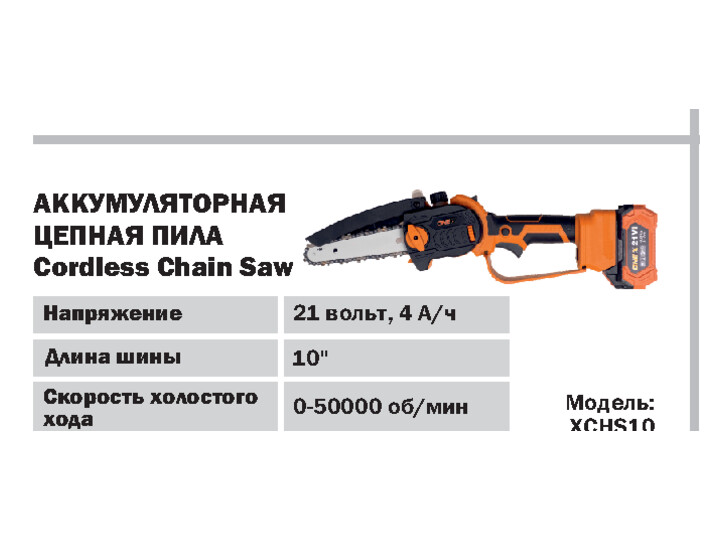 АККУМУЛЯТОРНАЯ
ЦЕПНАЯ ПИЛА
Cordless Chain Saw
Напряжение
21 вольт, 4 А/ч
Длина шины
10"
Скорость холостого
хода
0-50000 об/мин
Модель:
XCHS10
21V